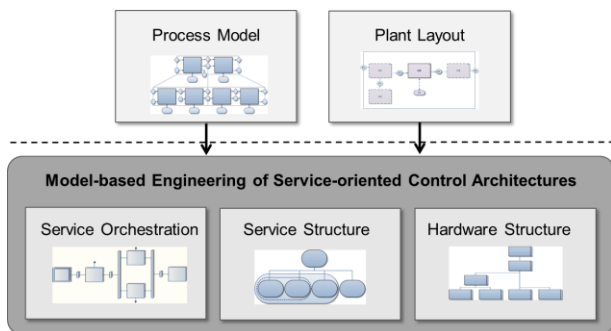 Process Model
Plant Layout
Model-based Engineering of Service-oriented Control Architectures
Service Orchestration
Service Structure
Hardware Structure